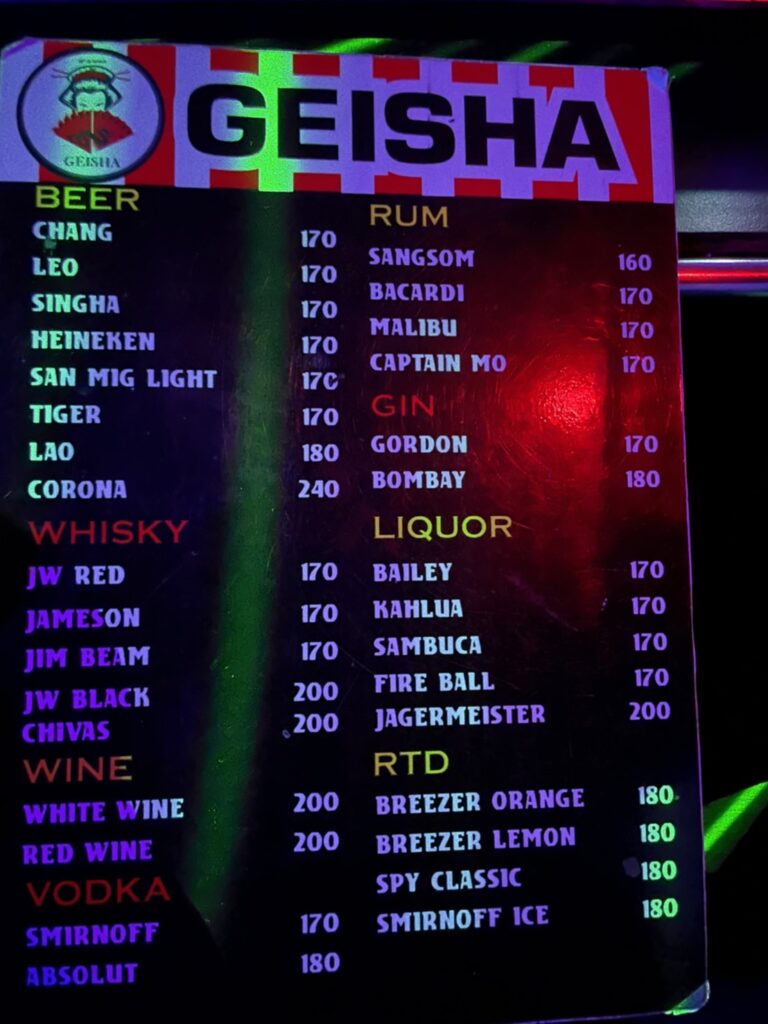 GEISHA
GEISHA
BEER
CHANG 170
LEO 170
SINGHA 170
HEINEKEN 170
SAN MIG LIGHT 170
TIGER 170
LAO 180
CORONA 240
WHISKY
JW RED 170
JAMESON 170
JIM BEAM 170
JW BLACK 200
CHIVAS 200
WINE
WHITE WINE 200
RED WINE 200
VODKA
SMIRNOFF 170
ABSOLUT 180
RUM
SANGSOM 160
BACARDI 170
MALIBU 170
CAPTAIN MO 170
GIN
GORDON 170
BOMBAY 180
LIQUOR
BAILEY 170
KAHLUA 170
SAMBUCA 170
FIRE BALL 170
JAGERMEISTER 200
RTD
BREEZER ORANGE 180
BREEZER LEMON 180
SPY CLASSIC 180
SMIRNOFF ICE 180